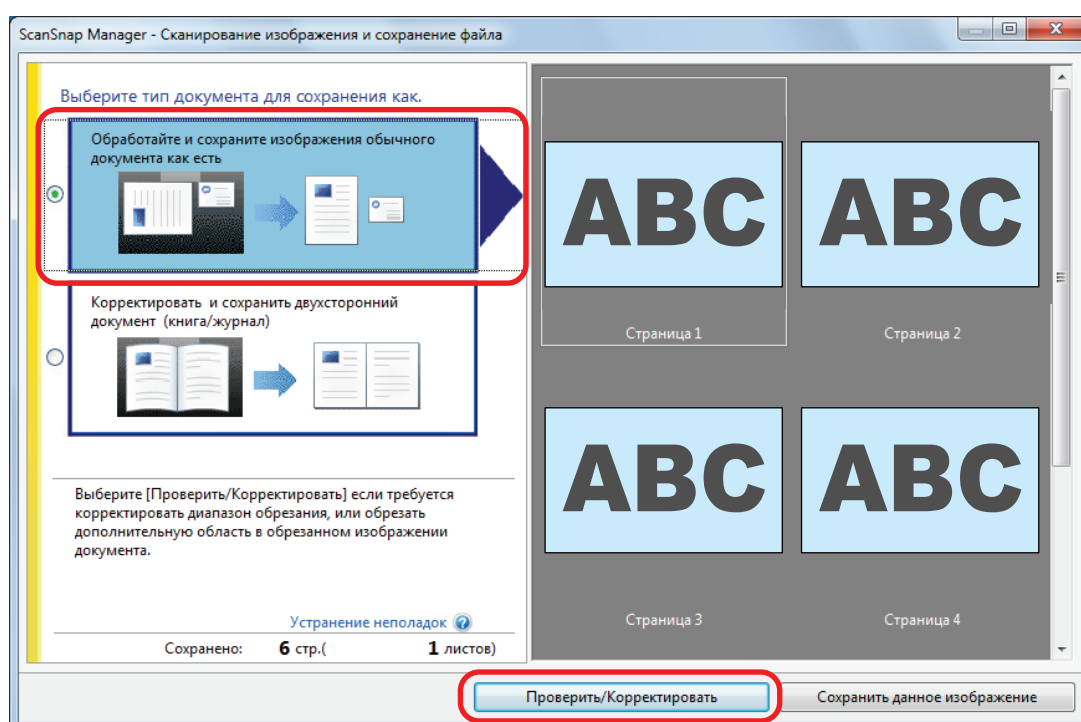 ScanSnap Manager - Сканирование изображения и сохранение файла
Выберите тип документа для сохранения как.
Обработайте и сохраните изображения обычного
документа как есть
Корректировать и сохранить двухсторонний
документ (книга/журнал)
Выберите [Проверить/Корректировать] если требуется
корректировать диапазон обрезания, или обрезать
дополнительную область в обрезанном изображении
документа.
Устранение неполадок
Сохранено: 6 стр.( 1 листов)
ABC ABC
Страница 1 Страница 2
ABC ABC
Страница 3 Страница 4
Проверить/Корректировать Сохранить данное изображение